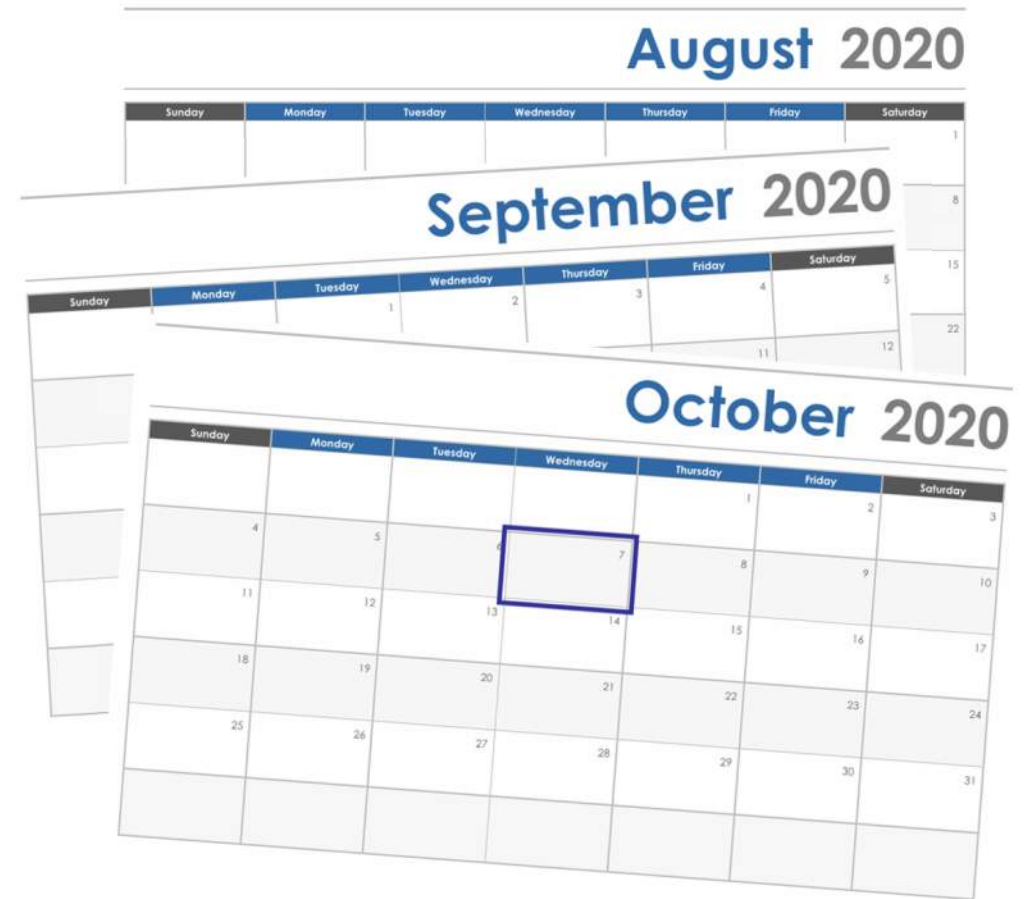 August 2020
Sunday Monday Tuesday Wednesday Thursday Friday Saturday
1
8
15
22
September 2020
Sunday Monday Tuesday Wednesday Thursday Friday Saturday
1 2 3 4 5
11 12
October 2020
Sunday Monday Tuesday Wednesday Thursday Friday Saturday
1 2 3
4 5 6 7 8 9 10
11 12 13 14 15 16 17
18 19 20 21 22 23 24
25 26 27 28 29 30 31